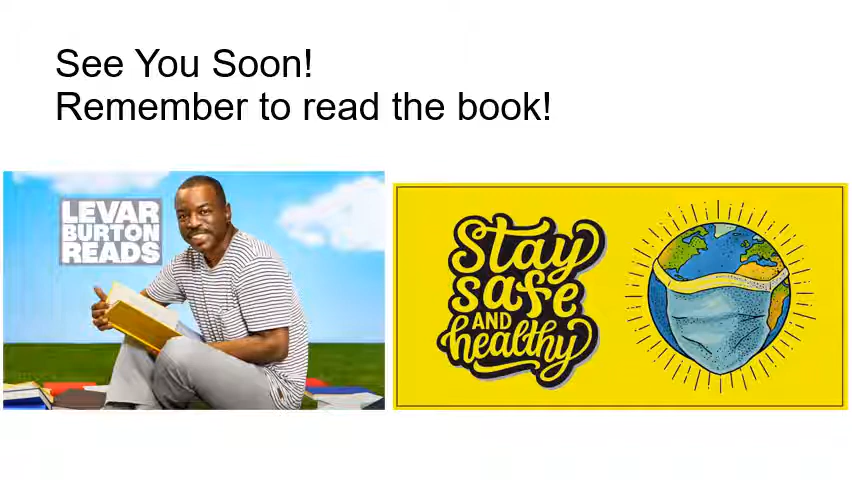 See You Soon!
Remember to read the book!
LEVAR
BURTON
READS
Stay
safe
AND
healthy